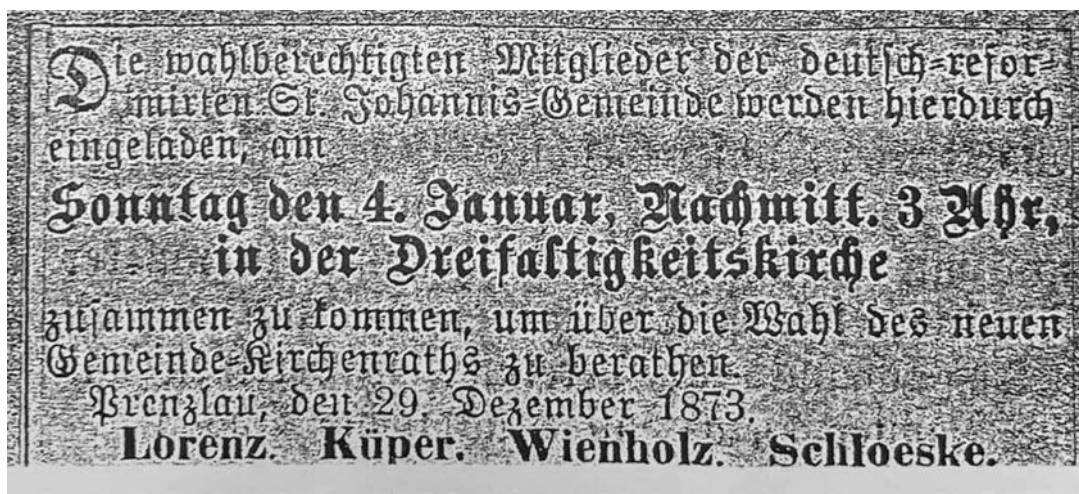 Die wahlberechtigten Mitglieder der deutsch-refor-
mirten St. Johannis-Gemeinde werden hierdurch
eingeladen, am
Sonntag den 4. Januar, Nachmitt. 3 Uhr,
in der Dreifaltigkeitskirche
zusammen zu kommen, um über die Wahl des neuen
Gemeinde-Kirchenraths zu berathen.
Prenzlau, den 29. Dezember 1873.
Lorenz. Küper. Wienholz. Schloeske.